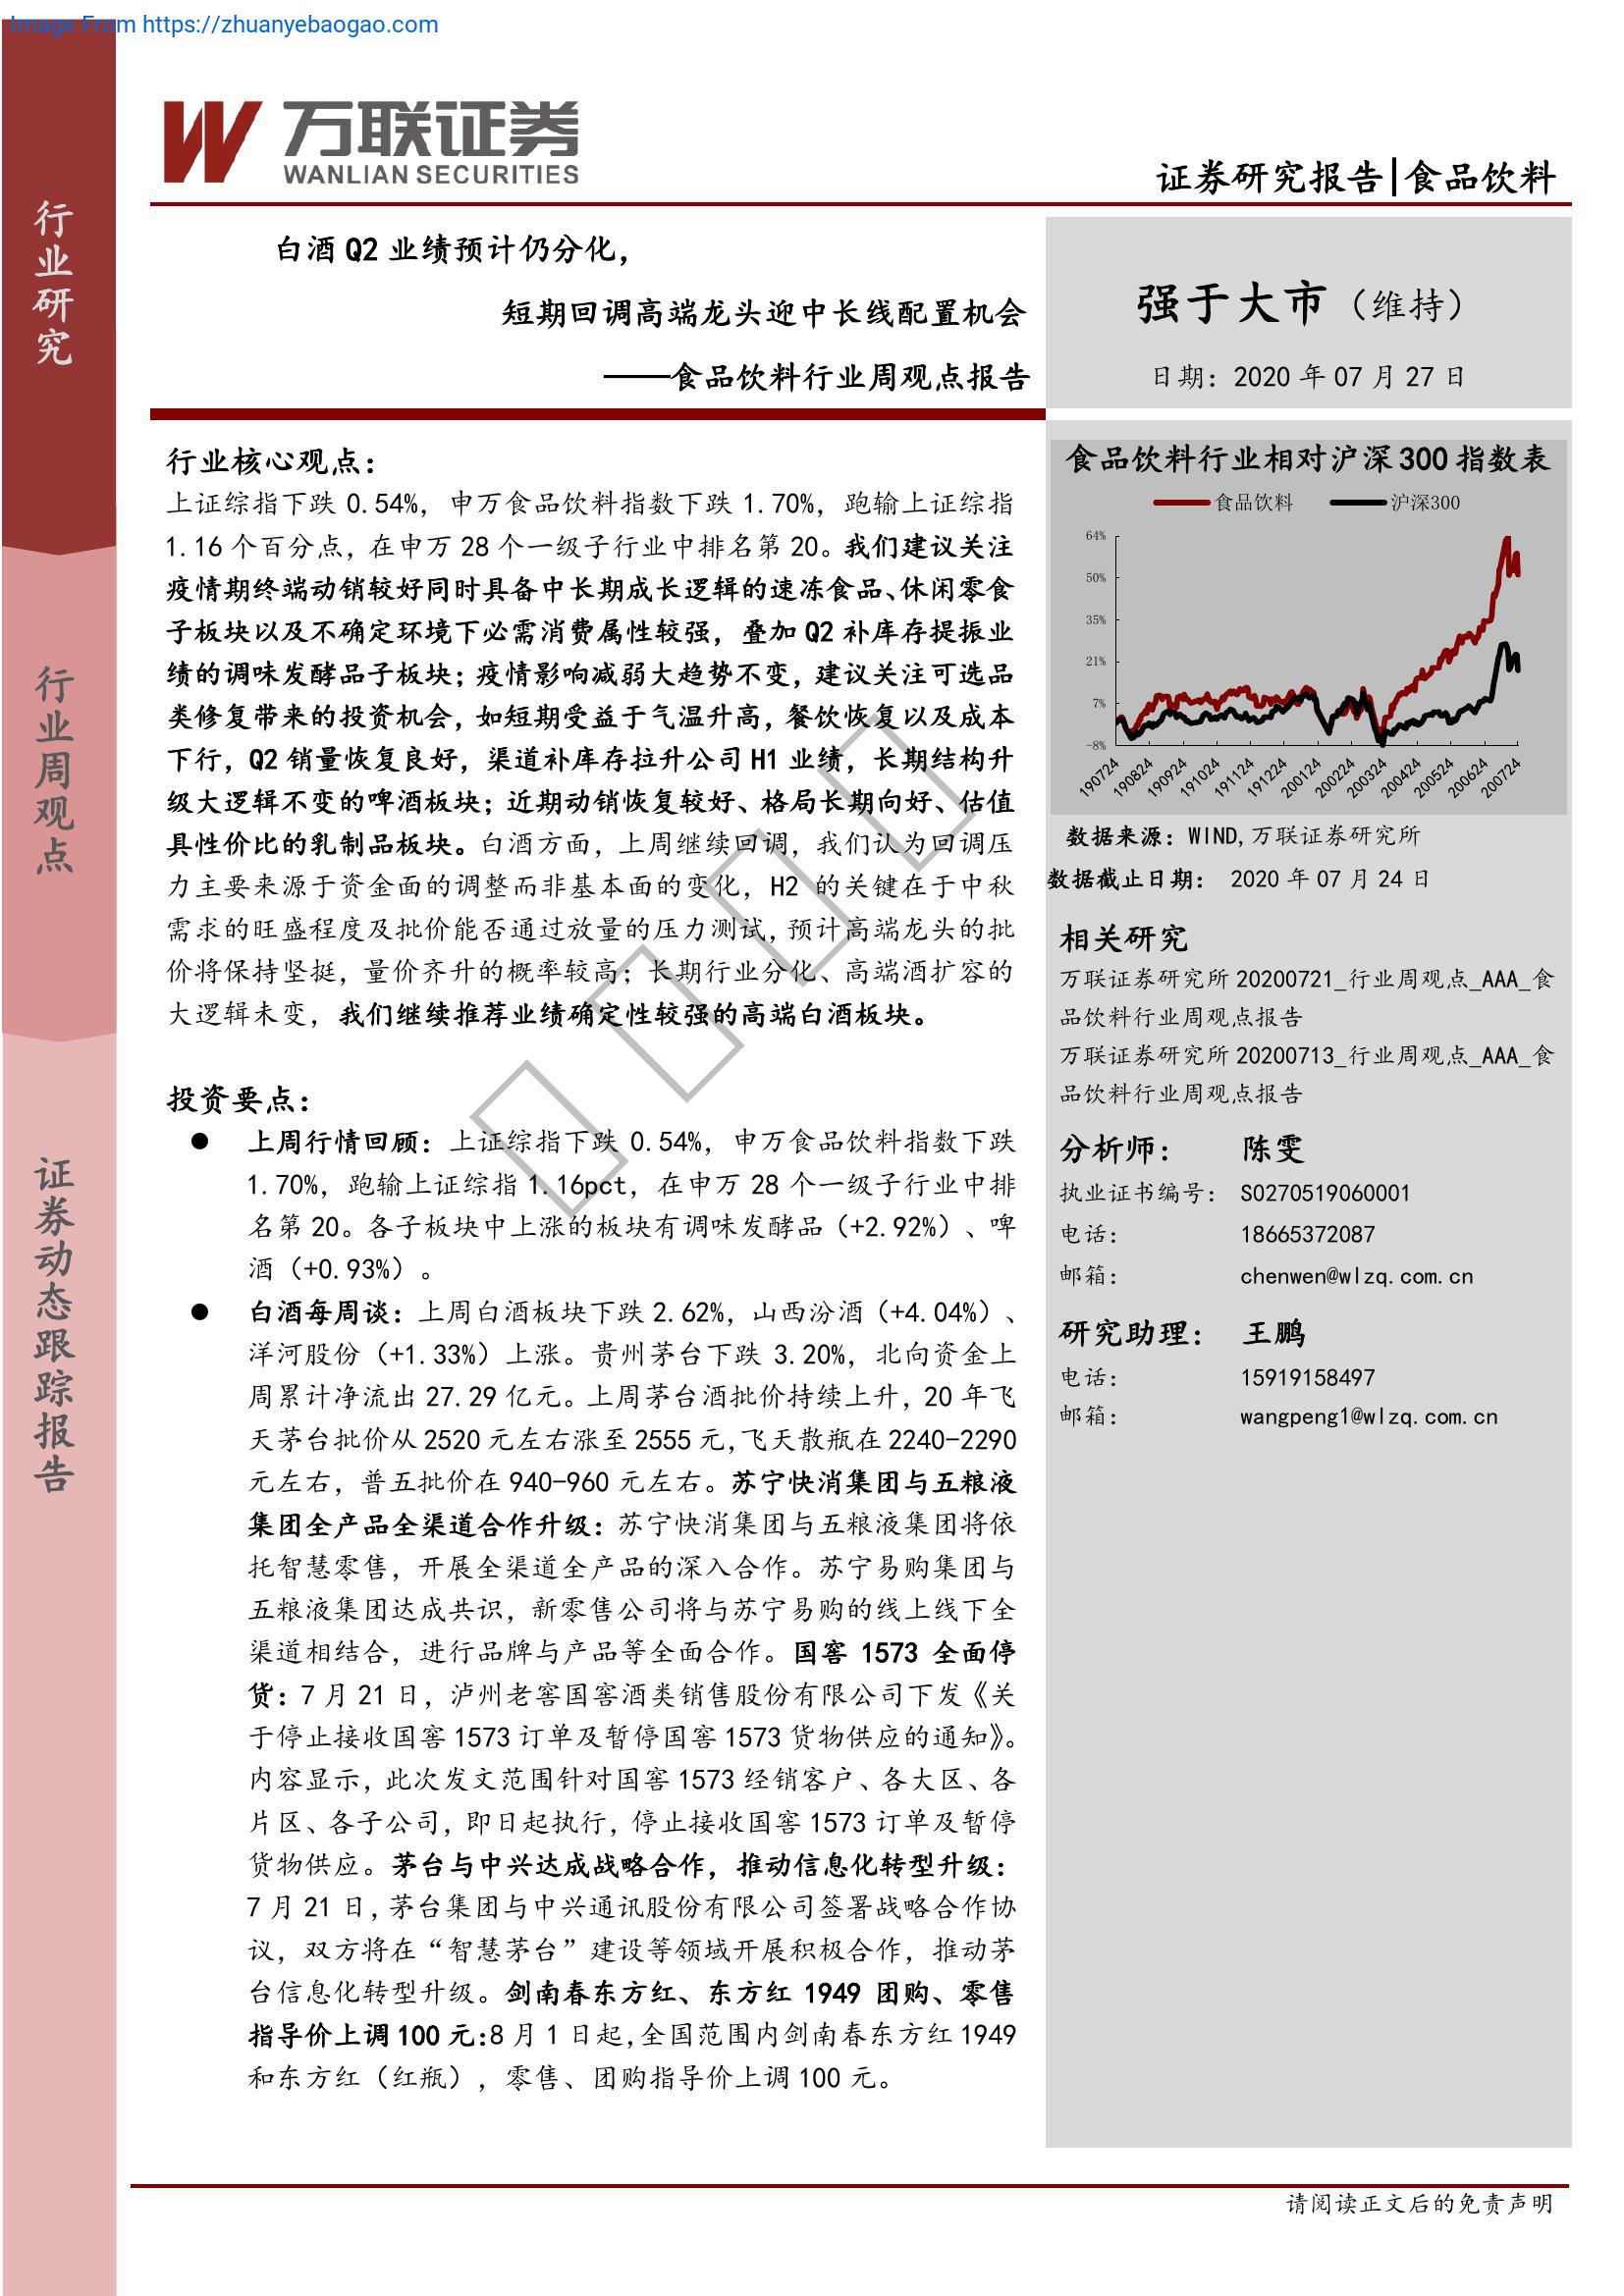 Image From https://zhuanyebaogao.com
万联证券
WANLIAN SECURITIES
证券研究报告|食品饮料
行业研究
行业周观点
证券动态跟踪报告
白酒 Q2 业绩预计仍分化，
短期回调高端龙头迎中长线配置机会
——食品饮料行业周观点报告
强于大市（维持）
日期：2020 年 07 月 27 日
行业核心观点：
上证综指下跌 0.54%，申万食品饮料指数下跌 1.70%，跑输上证综指
1.16 个百分点，在申万 28 个一级子行业中排名第 20。我们建议关注
疫情期终端动销较好同时具备中长期成长逻辑的速冻食品、休闲零食
子板块以及不确定环境下必需消费属性较强，叠加 Q2 补库存提振业
绩的调味发酵品子板块；疫情影响减弱大趋势不变，建议关注可选品
类修复带来的投资机会，如短期受益于气温升高，餐饮恢复以及成本
下行，Q2 销量恢复良好，渠道补库存拉升公司 H1 业绩，长期结构升
级大逻辑不变的啤酒板块；近期动销恢复较好、格局长期向好、估值
具性价比的乳制品板块。白酒方面，上周继续回调，我们认为回调压
力主要来源于资金面的调整而非基本面的变化，H2 的关键在于中秋
需求的旺盛程度及批价能否通过放量的压力测试，预计高端龙头的批
价将保持坚挺，量价齐升的概率较高；长期行业分化、高端酒扩容的
大逻辑未变，我们继续推荐业绩确定性较强的高端白酒板块。
投资要点：
● 上周行情回顾：上证综指下跌 0.54%，申万食品饮料指数下跌
1.70%，跑输上证综指 1.16pct，在申万 28 个一级子行业中排
名第 20。各子板块中上涨的板块有调味发酵品（+2.92%）、啤
酒（+0.93%）。
● 白酒每周谈：上周白酒板块下跌 2.62%，山西汾酒（+4.04%）、
洋河股份（+1.33%）上涨。贵州茅台下跌 3.20%，北向资金上
周累计净流出 27.29 亿元。上周茅台酒批价持续上升，20 年飞
天茅台批价从 2520 元左右涨至 2555 元，飞天散瓶在 2240-2290
元左右，普五批价在 940-960 元左右。苏宁快消集团与五粮液
集团全产品全渠道合作升级：苏宁快消集团与五粮液集团将依
托智慧零售，开展全渠道全产品的深入合作。苏宁易购集团与
五粮液集团达成共识，新零售公司将与苏宁易购的线上线下全
渠道相结合，进行品牌与产品等全面合作。国窖 1573 全面停
货：7 月 21 日，泸州老窖国窖酒类销售股份有限公司下发《关
于停止接收国窖 1573 订单及暂停国窖 1573 货物供应的通知》。
内容显示，此次发文范围针对国窖 1573 经销客户、各大区、各
片区、各子公司，即日起执行，停止接收国窖 1573 订单及暂停
货物供应。茅台与中兴达成战略合作，推动信息化转型升级：
7 月 21 日，茅台集团与中兴通讯股份有限公司签署战略合作协
议，双方将在“智慧茅台”建设等领域开展积极合作，推动茅
台信息化转型升级。剑南春东方红、东方红 1949 团购、零售
指导价上调 100 元：8 月 1 日起，全国范围内剑南春东方红 1949
和东方红（红瓶），零售、团购指导价上调 100 元。
食品饮料行业相对沪深 300 指数表
食品饮料 沪深300
64%
50%
35%
21%
7%
-8%
190724 190824 190924 191024 191124 191224 200124 200224 200324 200424 200524 200624 200724
数据来源：WIND, 万联证券研究所
数据截止日期： 2020 年 07 月 24 日
相关研究
万联证券研究所 20200721_行业周观点_AAA_食
品饮料行业周观点报告
万联证券研究所 20200713_行业周观点_AAA_食
品饮料行业周观点报告
分析师： 陈雯
执业证书编号： S0270519060001
电话： 18665372087
邮箱： chenwen@wlzq.com.cn
研究助理： 王鹏
电话： 15919158497
邮箱： wangpeng1@wlzq.com.cn
请阅读正文后的免责声明